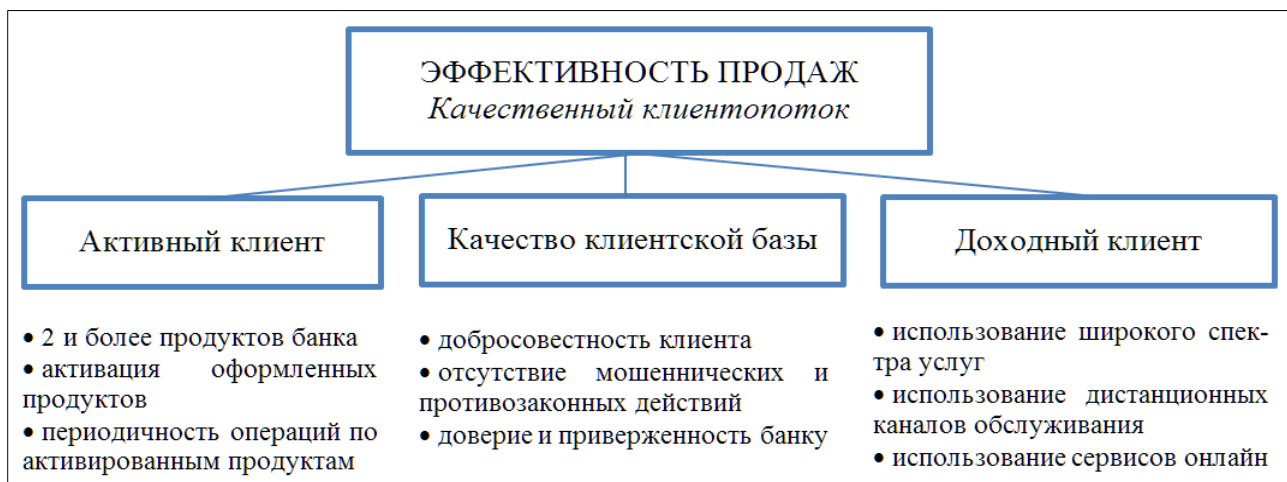 ЭФФЕКТИВНОСТЬ ПРОДАЖ
Качественный клиентопоток
Активный клиент
• 2 и более продуктов банка
• активация оформленных
продуктов
• периодичность операций по
активированным продуктам
Качество клиентской базы
• добросовестность клиента
• отсутствие мошеннических и
противозаконных действий
• доверие и приверженность банку
Доходный клиент
• использование широкого спек-
тра услуг
• использование дистанционных
каналов обслуживания
• использование сервисов онлайн